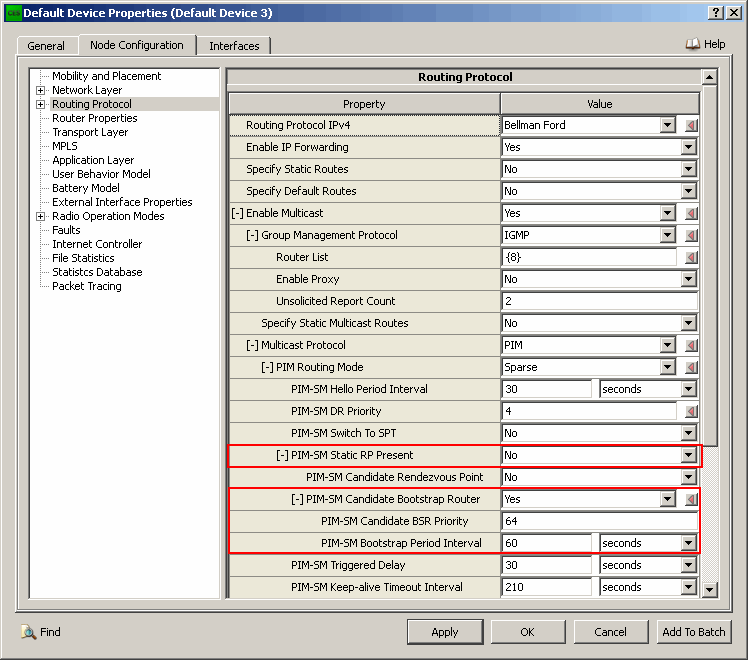 Default Device Properties (Default Device 3)
General
Node Configuration
Interfaces
Help
Mobility and Placement
Network Layer
Routing Protocol
Router Properties
Transport Layer
MPLS
Application Layer
User Behavior Model
Battery Model
External Interface Properties
Radio Operation Modes
Faults
Internet Controller
File Statistics
Statistcs Database
Packet Tracing
Routing Protocol
Property Value
Routing Protocol IPv4 Bellman Ford
Enable IP Forwarding Yes
Specify Static Routes No
Specify Default Routes No
[-] Enable Multicast Yes
[-] Group Management Protocol IGMP
Router List {8}
Enable Proxy No
Unsolicited Report Count 2
Specify Static Multicast Routes No
[-] Multicast Protocol PIM
[-] PIM Routing Mode Sparse
PIM-SM Hello Period Interval 30 seconds
PIM-SM DR Priority 4
PIM-SM Switch To SPT No
[-] PIM-SM Static RP Present No
PIM-SM Candidate Rendezvous Point No
[-] PIM-SM Candidate Bootstrap Router Yes
PIM-SM Candidate BSR Priority 64
PIM-SM Bootstrap Period Interval 60 seconds
PIM-SM Triggered Delay 30 seconds
PIM-SM Keep-alive Timeout Interval 210 seconds
Find
Apply
OK
Cancel
Add To Batch